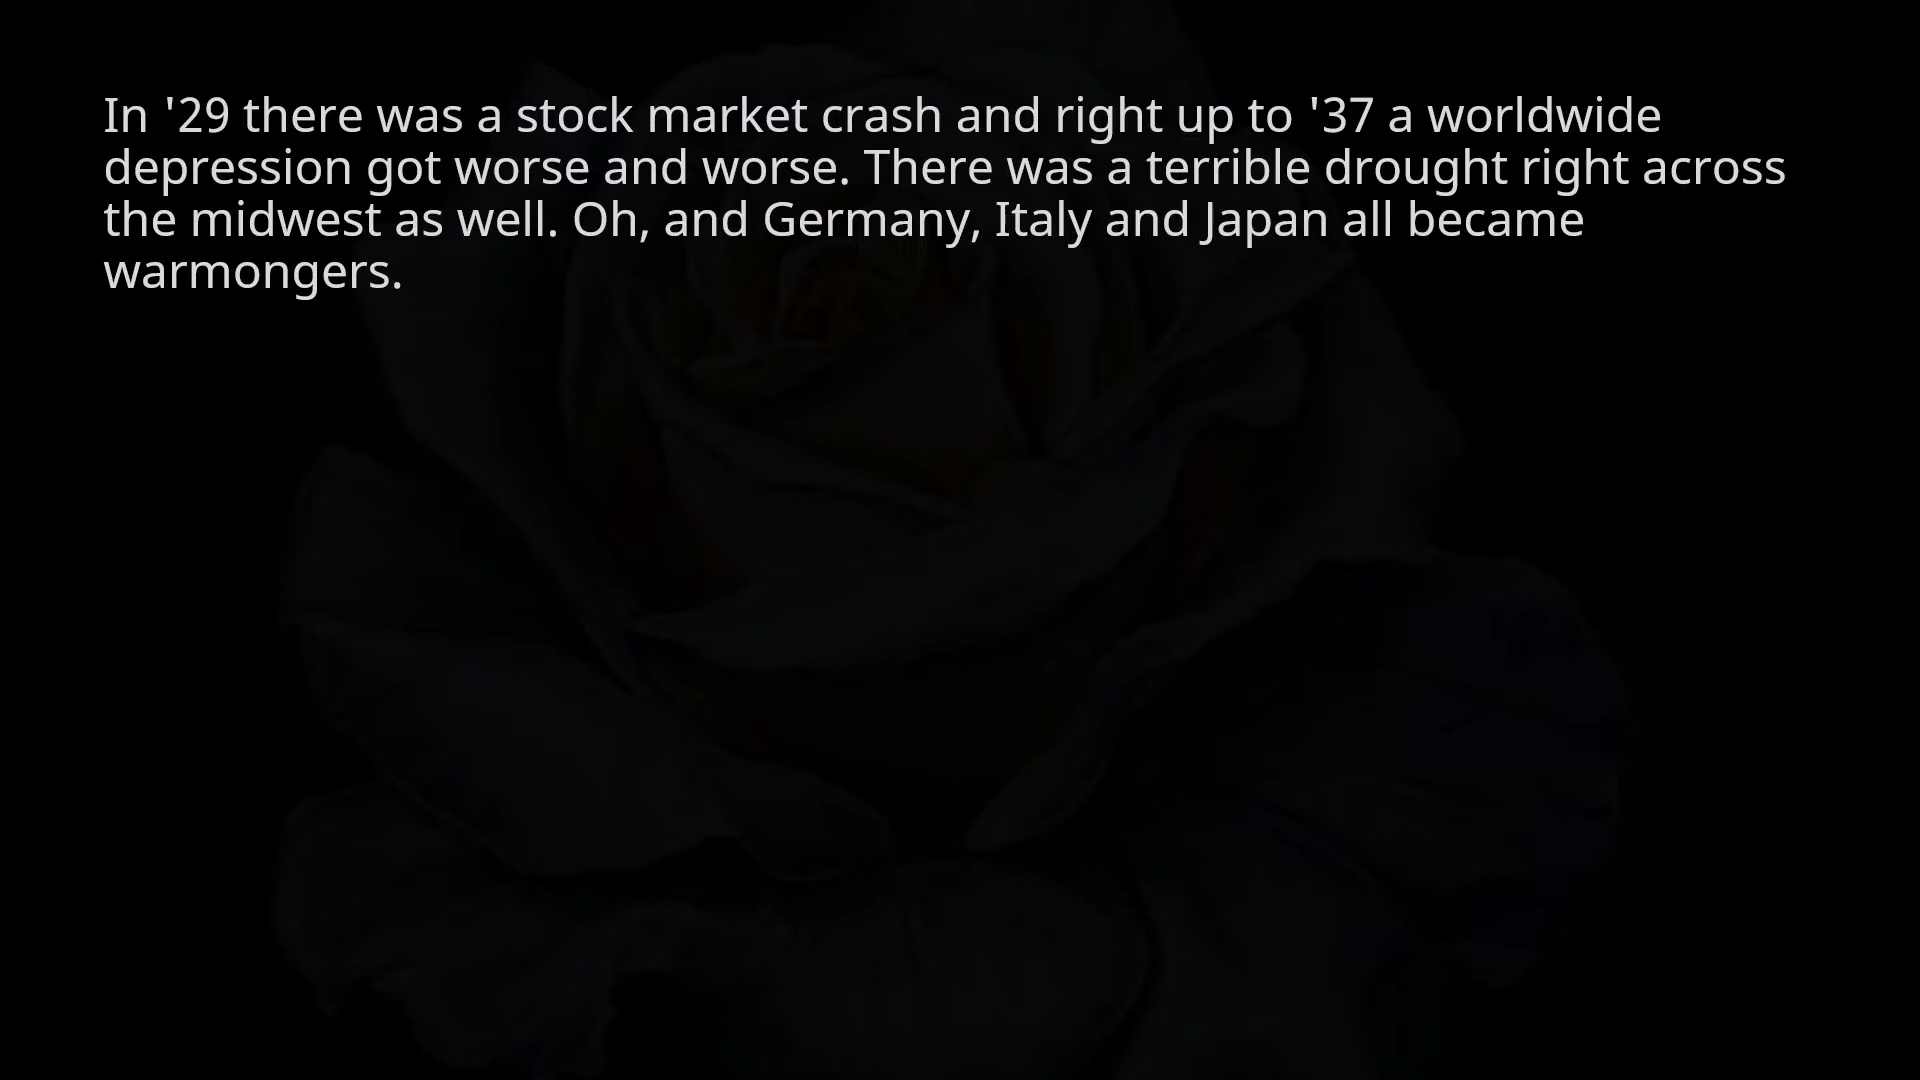 In '29 there was a stock market crash and right up to '37 a worldwide
depression got worse and worse. There was a terrible drought right across
the midwest as well. Oh, and Germany, Italy and Japan all became
warmongers.